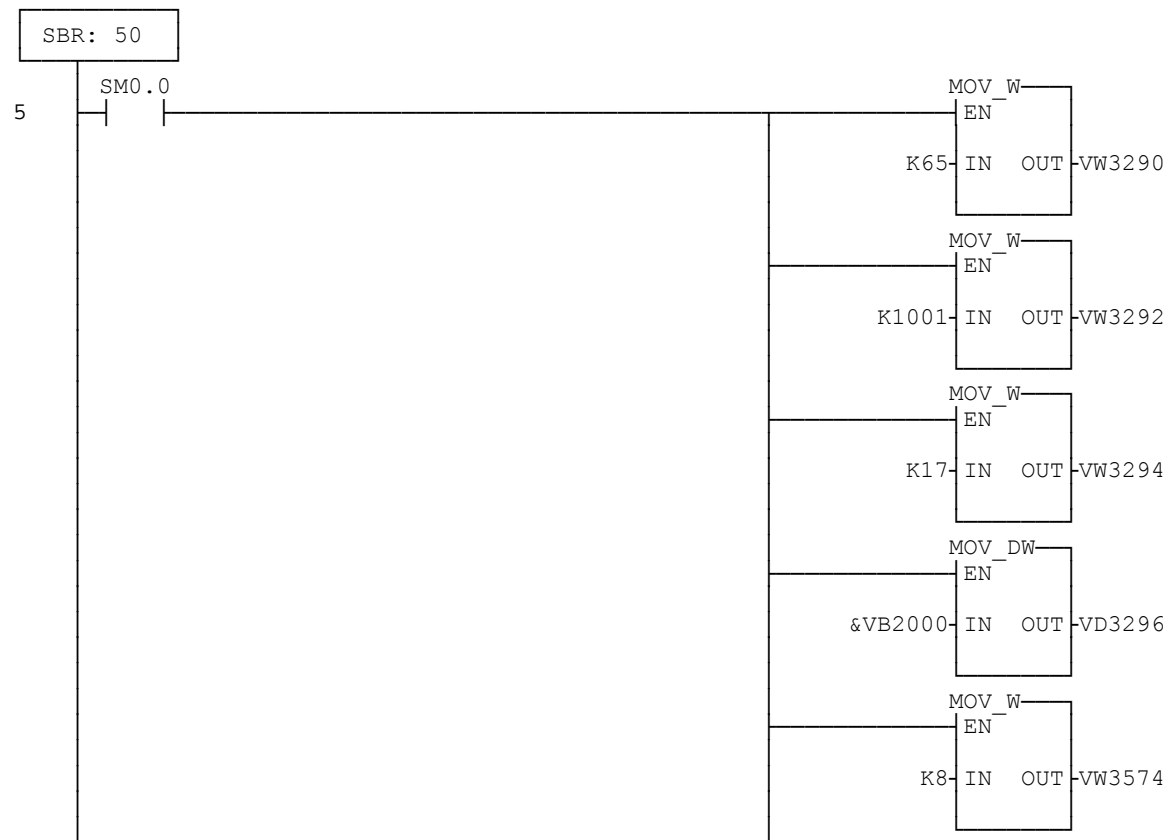 SBR: 50
SM0.0
5
MOV_W
EN
K65 IN OUT VW3290
MOV_W
EN
K1001 IN OUT VW3292
MOV_W
EN
K17 IN OUT VW3294
MOV_DW
EN
&VB2000 IN OUT VD3296
MOV_W
EN
K8 IN OUT VW3574